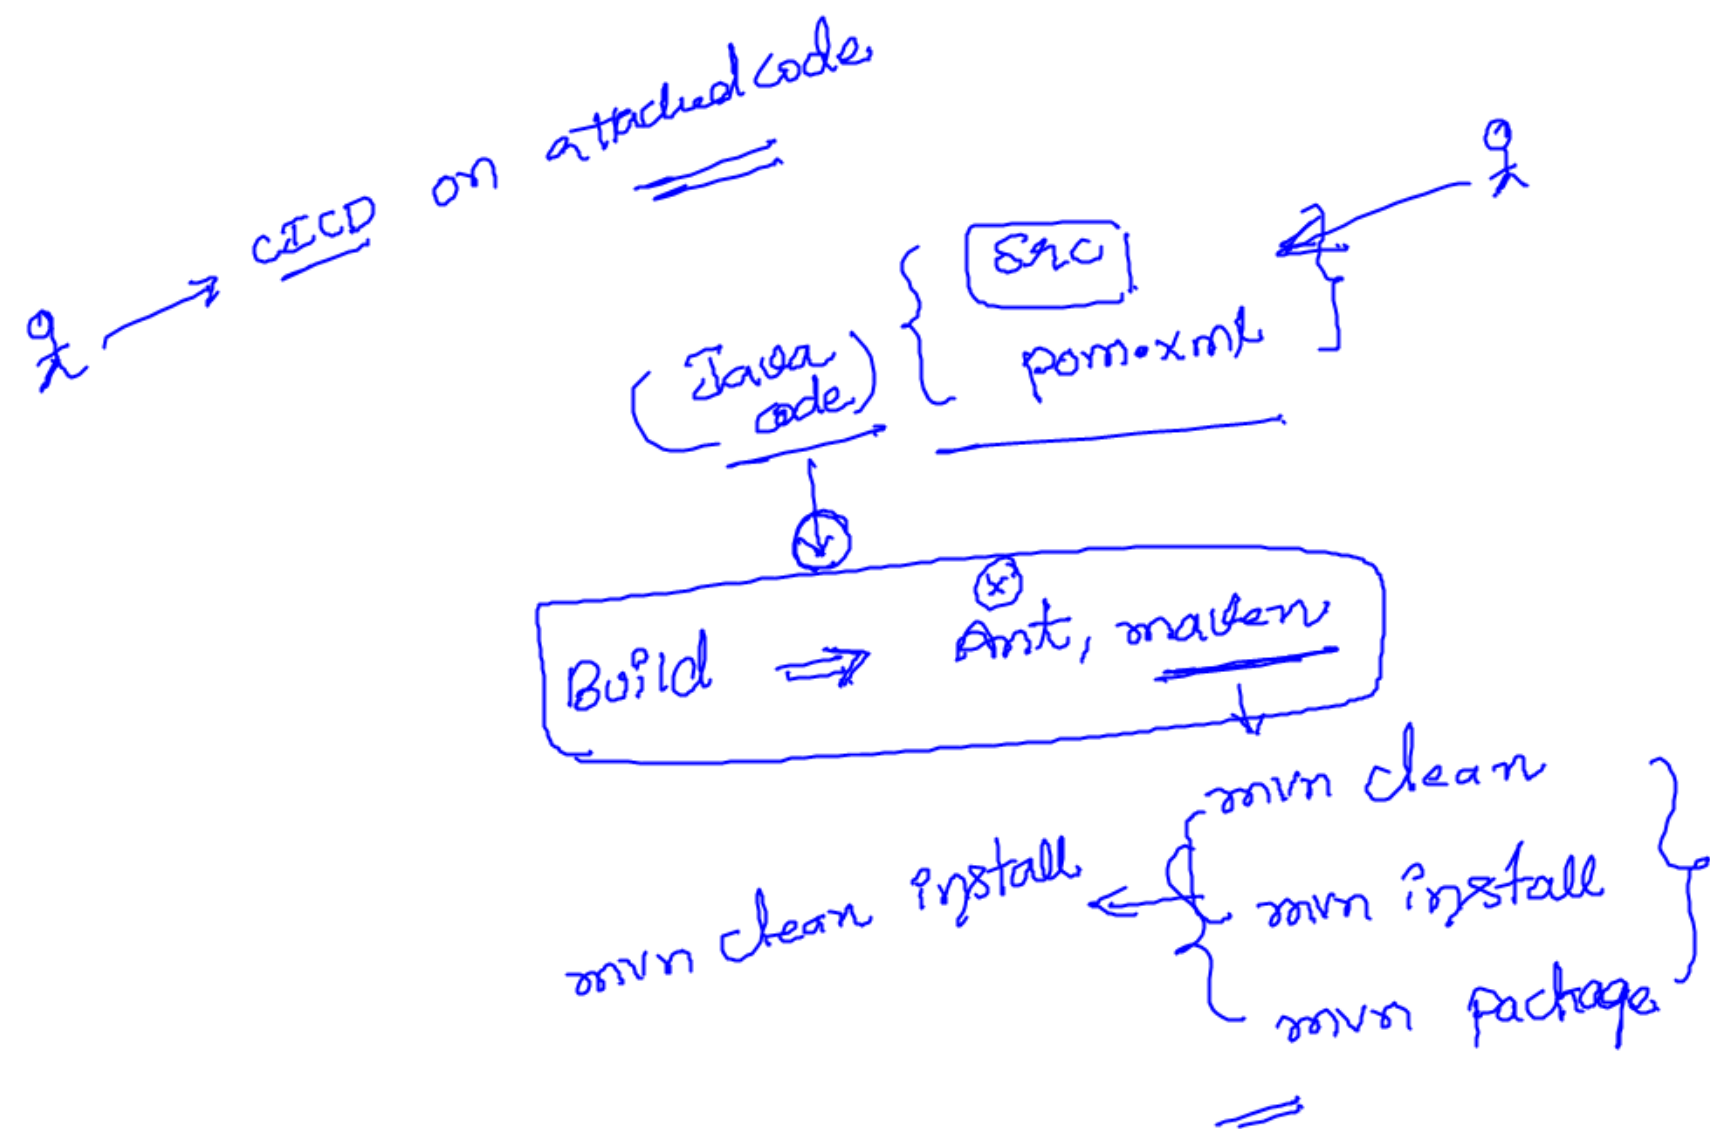 CICD on attached code
src
pom.xml
(Java
code)
Build ⇒ Ant, maven
mvn clean
mvn install
mvn package
mvn clean install